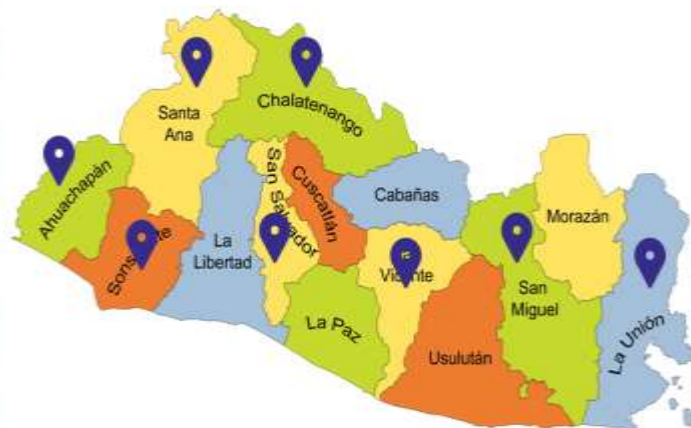 Santa
Ana
Chalatenango
Ahuachapán
San Salvador
Cuscatlán
Cabañas
Morazán
La
Libertad
Vicente
San
Miguel
La Paz
Usulután
La Unión